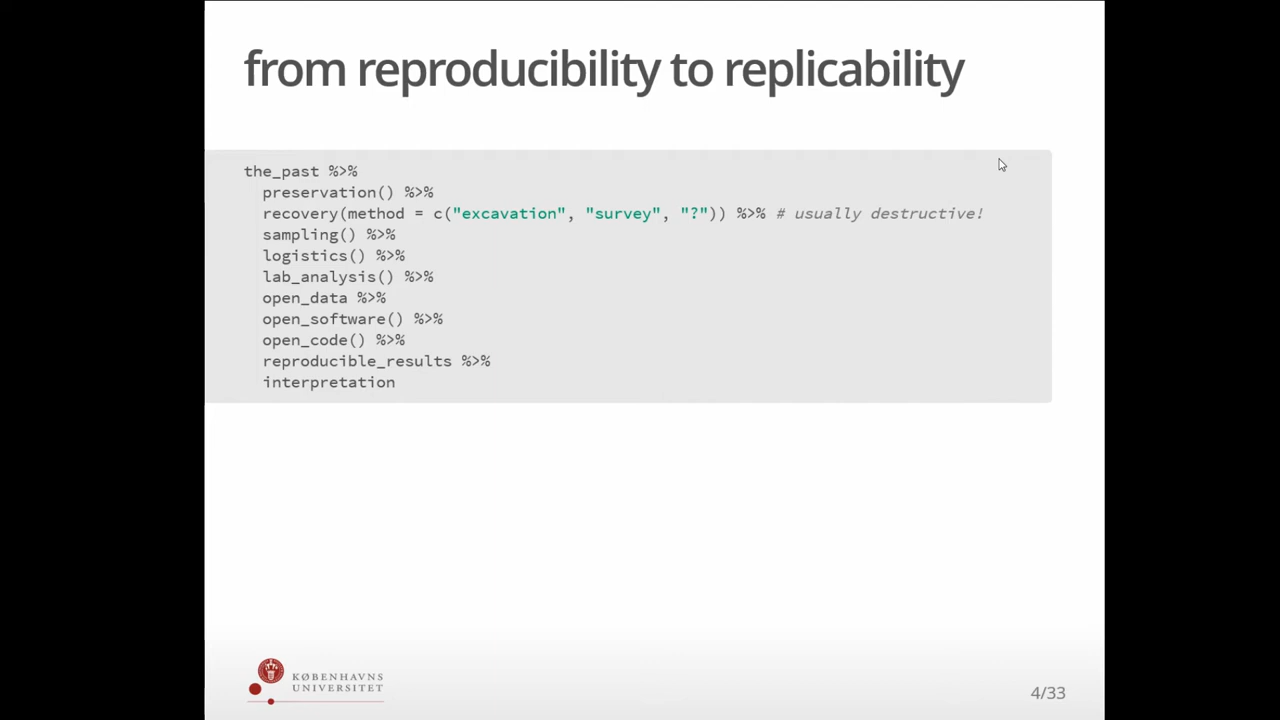 from reproducibility to replicability
the_past %>%
preservation() %>%
recovery(method = c("excavation", "survey", "?")) %>% # usually destructive!
sampling() %>%
logistics() %>%
lab_analysis() %>%
open_data %>%
open_software() %>%
open_code() %>%
reproducible_results %>%
interpretation
KØBENHAVNS
UNIVERSITET
4/33